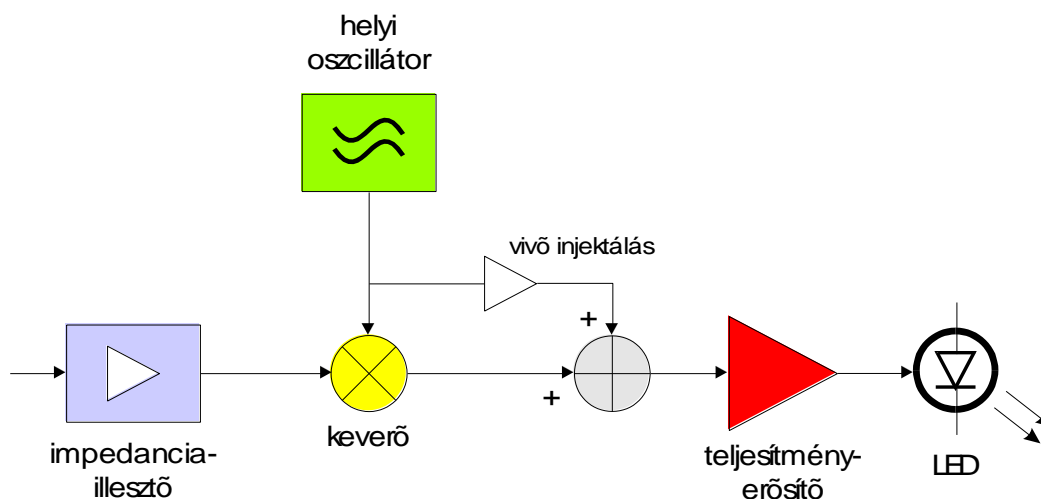 helyi
oszcillátor
vivõ injektálás
+
+
keverõ
impedancia-
illesztõ
teljesítmény-
erõsítõ
LED